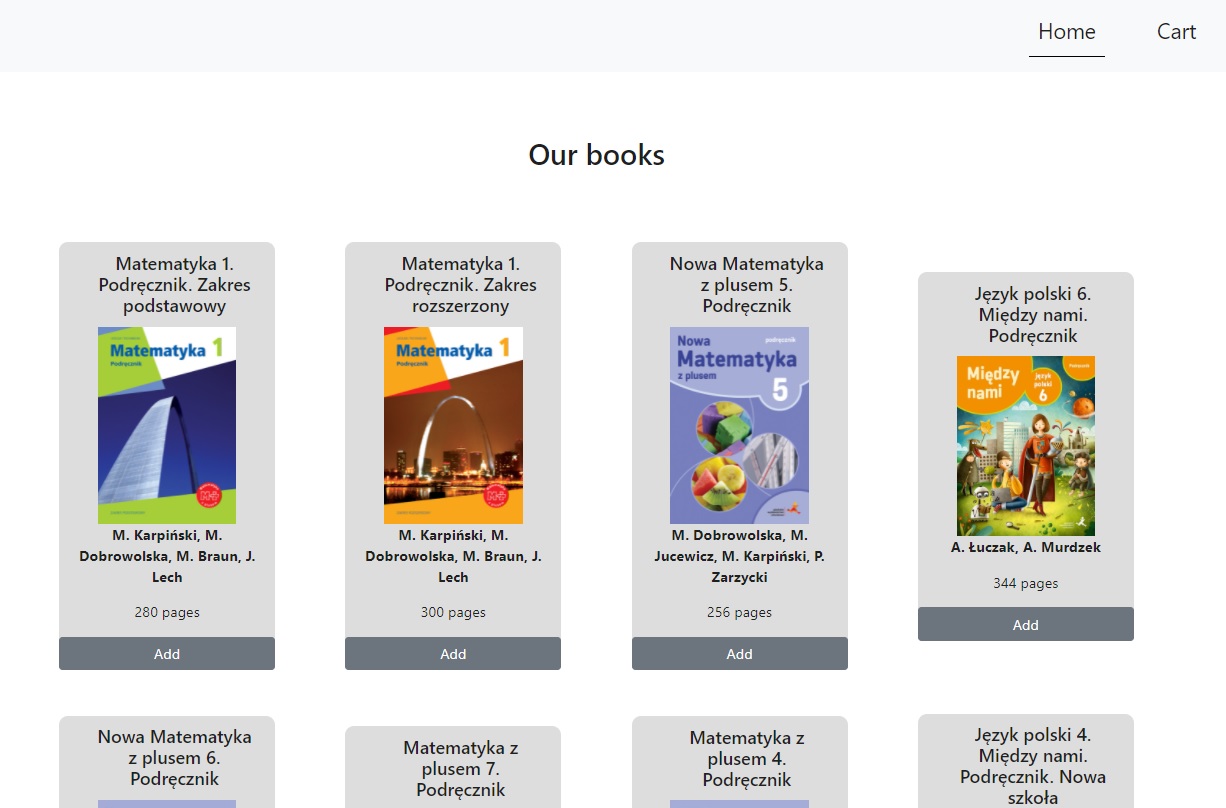 Home
Cart
Our books
Matematyka 1.
Podręcznik. Zakres
podstawowy
Matematyka 1
Podręcznik
M. Karpiński, M.
Dobrowolska, M. Braun, J.
Lech
280 pages
Add
Matematyka 1.
Podręcznik. Zakres
rozszerzony
Matematyka 1
Podręcznik
M. Karpiński, M.
Dobrowolska, M. Braun, J.
Lech
300 pages
Add
Nowa Matematyka
z plusem 5.
Podręcznik
Nowa
podręcznik
Matematyka
z plusem
5
M. Dobrowolska, M.
Jucewicz, M. Karpiński, P.
Zarzycki
256 pages
Add
Język polski 6.
Między nami.
Podręcznik
Między
nami
język
polski
6
Podręcznik
A. Łuczak, A. Murdzek
344 pages
Add
Nowa Matematyka
z plusem 6.
Podręcznik
Matematyka z
plusem 7.
Podręcznik
Matematyka z
plusem 4.
Podręcznik
Język polski 4.
Między nami.
Podręcznik. Nowa
szkoła